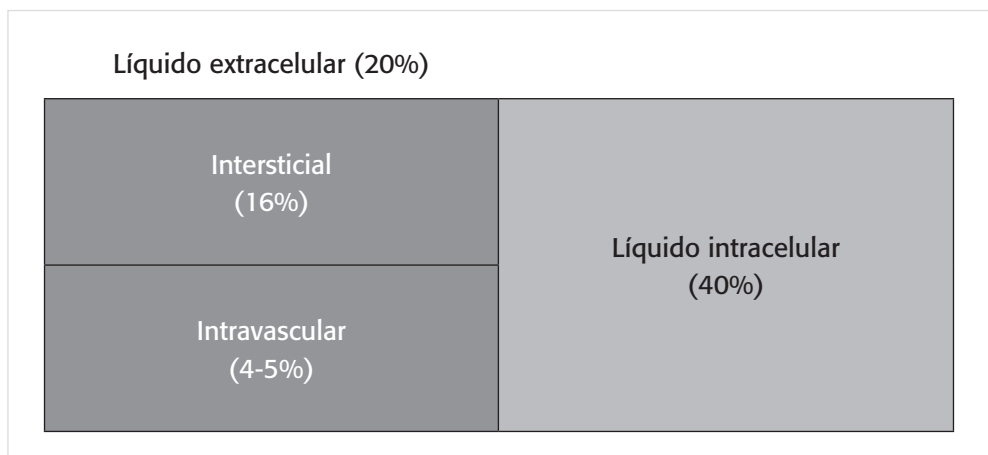 Líquido extracelular (20%)
Intersticial
(16%)
Intravascular
(4-5%)
Líquido intracelular
(40%)